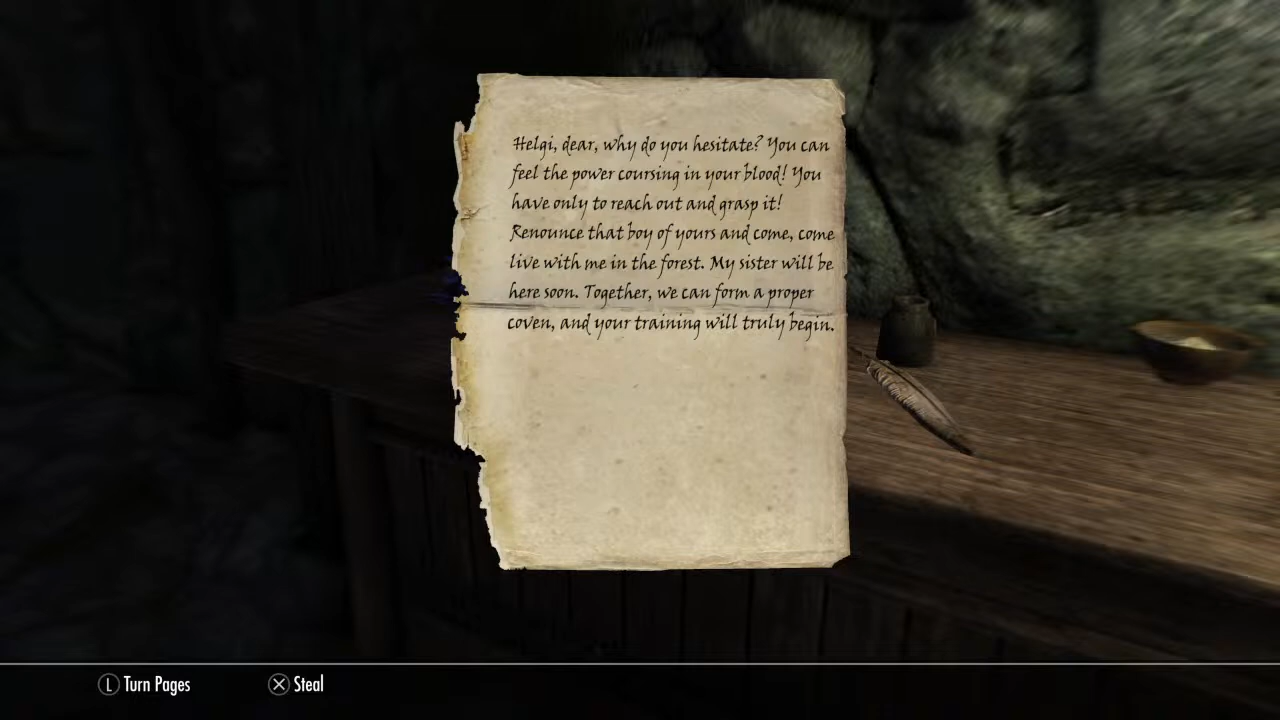 Helgi, dear, why do you hesitate? You can
feel the power coursing in your blood! You
have only to reach out and grasp it!
Renounce that boy of yours and come, come
live with me in the forest. My sister will be
here soon. Together, we can form a proper
coven, and your training will truly begin.
L Turn Pages
X Steal